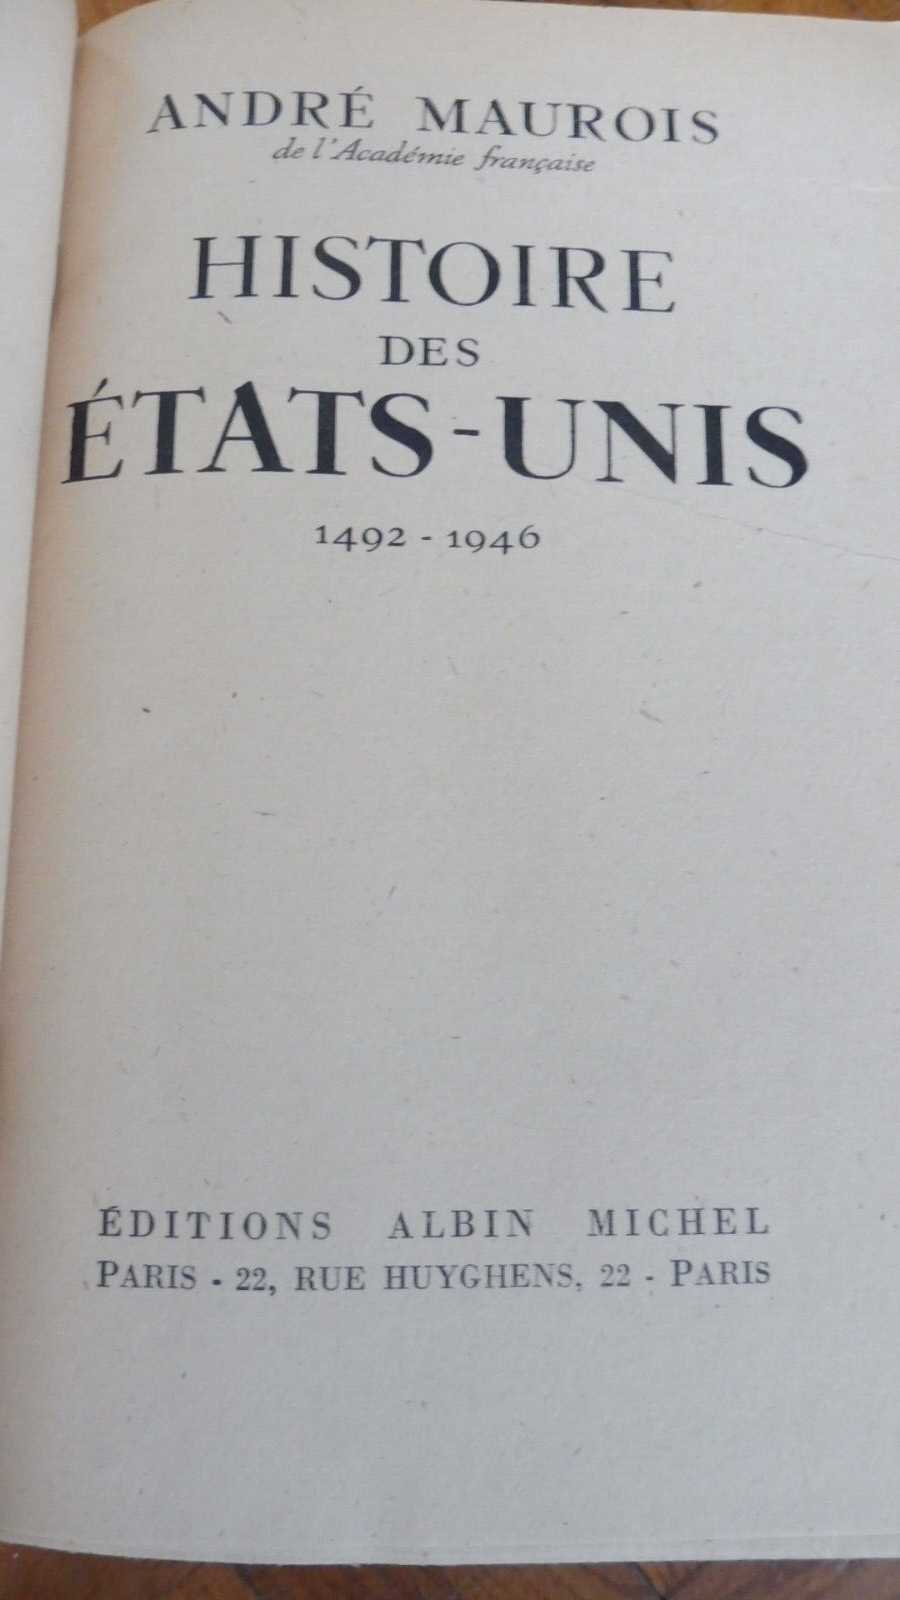 ANDRÉ MAUROIS
de l'Académie française
HISTOIRE
DES
ÉTATS-UNIS
1492 - 1946
ÉDITIONS ALBIN MICHEL
PARIS - 22, RUE HUYGHENS, 22 - PARIS